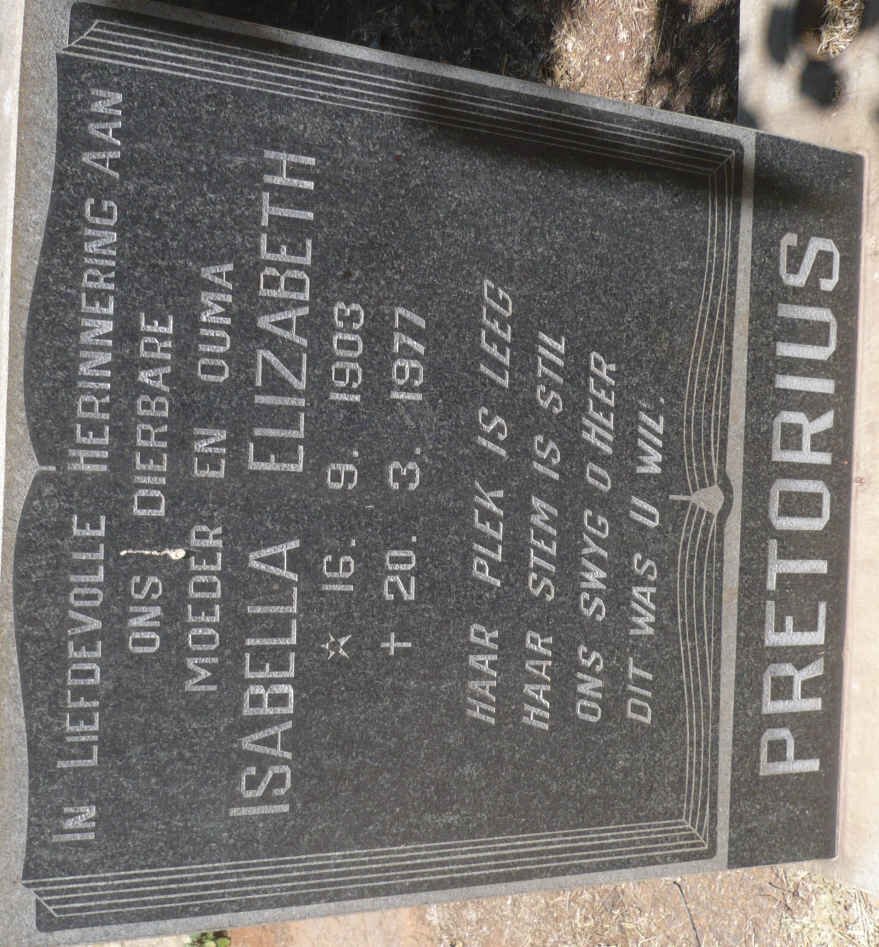 IN LIEFDEVOLLE HERINNERING AAN
ONS DIERBARE
MOEDER EN OUMA
ISABELLA ELIZABETH
16. 9. 1903
20. 3. 1977
HAAR PLEK IS LEEG
HAAR STEM IS STIL
ONS SWYG O HEER
DIT WAS U WIL.
PRETORIUS